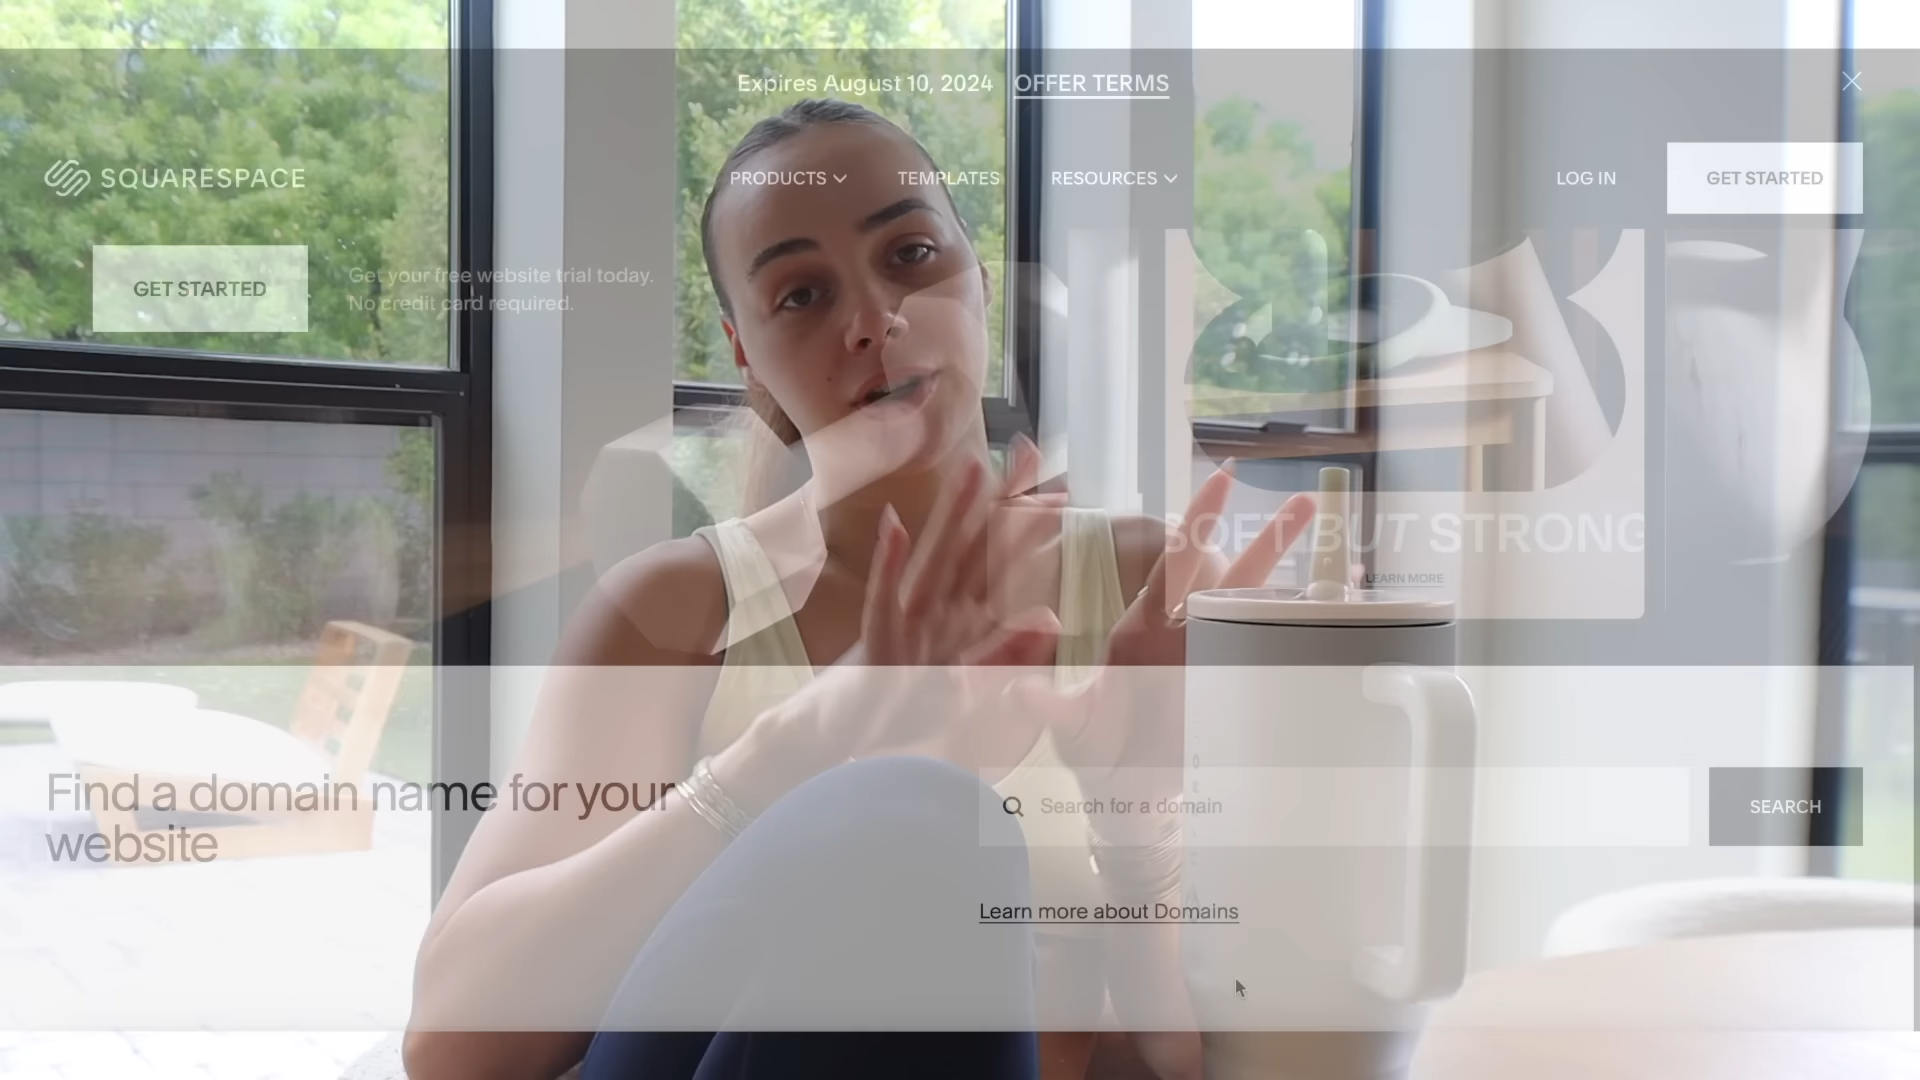 Expires August 10, 2024 OFFER TERMS
SQUARESPACE
PRODUCTS
TEMPLATES
RESOURCES
LOG IN
GET STARTED
GET STARTED
Get your free website trial today.
No credit card required.
SOFT BUT STRONG
LEARN MORE
Find a domain name for your
website
Search for a domain
SEARCH
Learn more about Domains